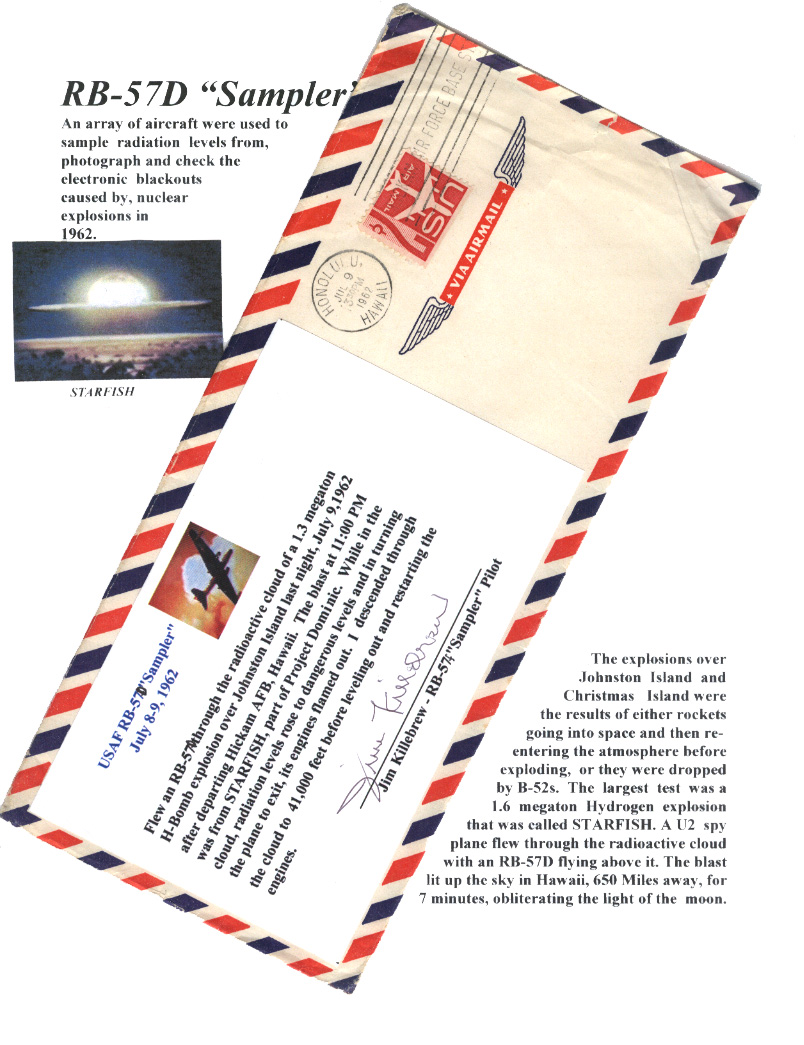 RB-57D “Sampler”
An array of aircraft were used to
sample radiation levels from,
photograph and check the
electronic blackouts
caused by, nuclear
explosions in
1962.
STARFISH
AIR FORCE BASE S
AIR MAIL
US
7¢
HONOLULU,
JUL 9
1962
HAWAII
VIA AIRMAIL
USAF RB-57 "Sampler"
July 8-9, 1962
Flew an RB-57 through the radioactive cloud of a 1.3 megaton
H-Bomb explosion over Johnston Island last night, July 9,1962
after departing Hickam AFB, Hawaii. The blast at 11:00 PM
was from STARFISH, part of Project Dominic. While in the
cloud, radiation levels rose to dangerous levels and in turning
the plane to exit, its engines flamed out. I descended through
the cloud to 41,000 feet before leveling out and restarting the
engines.
Jim Killebrew
Jim Killebrew - RB-57 "Sampler" Pilot
The explosions over
Johnston Island and
Christmas Island were
the results of either rockets
going into space and then re-
entering the atmosphere before
exploding, or they were dropped
by B-52s. The largest test was a
1.6 megaton Hydrogen explosion
that was called STARFISH. A U2 spy
plane flew through the radioactive cloud
with an RB-57D flying above it. The blast
lit up the sky in Hawaii, 650 Miles away, for
7 minutes, obliterating the light of the moon.